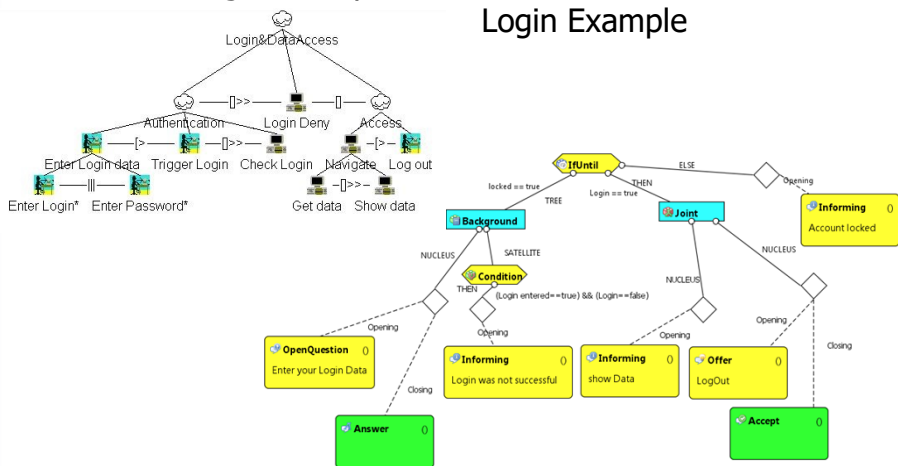 Login Example
Login&DataAccess
[]>>
[]
Authentication
Login Deny
Access
[>
[]>>
[>
Enter Login data
Trigger Login
Check Login
Navigate
Log out
|||
[]>>
Enter Login*
Enter Password*
Get data
Show data
IfUntil
ELSE
locked == true
TREE
THEN
Login == true
Opening
Informing ()
Account locked
Background
Joint
NUCLEUS
SATELLITE
NUCLEUS
NUCLEUS
Condition
THEN
(Login entered==true) && (Login==false)
Opening
Opening
Opening
Opening
Closing
OpenQuestion ()
Enter your Login Data
Informing ()
Login was not successful
Informing ()
show Data
Offer ()
LogOut
Closing
Answer ()
Accept ()